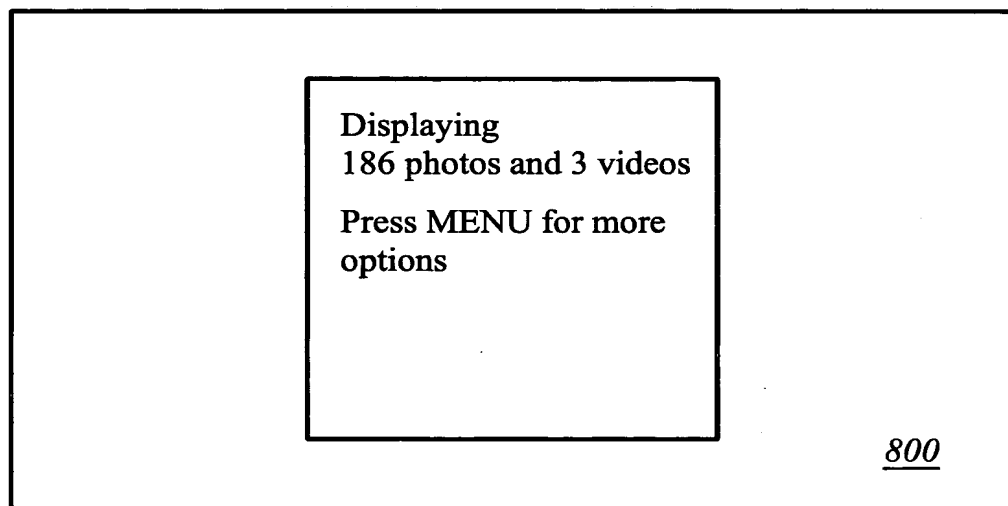 Displaying
186 photos and 3 videos
Press MENU for more
options
800